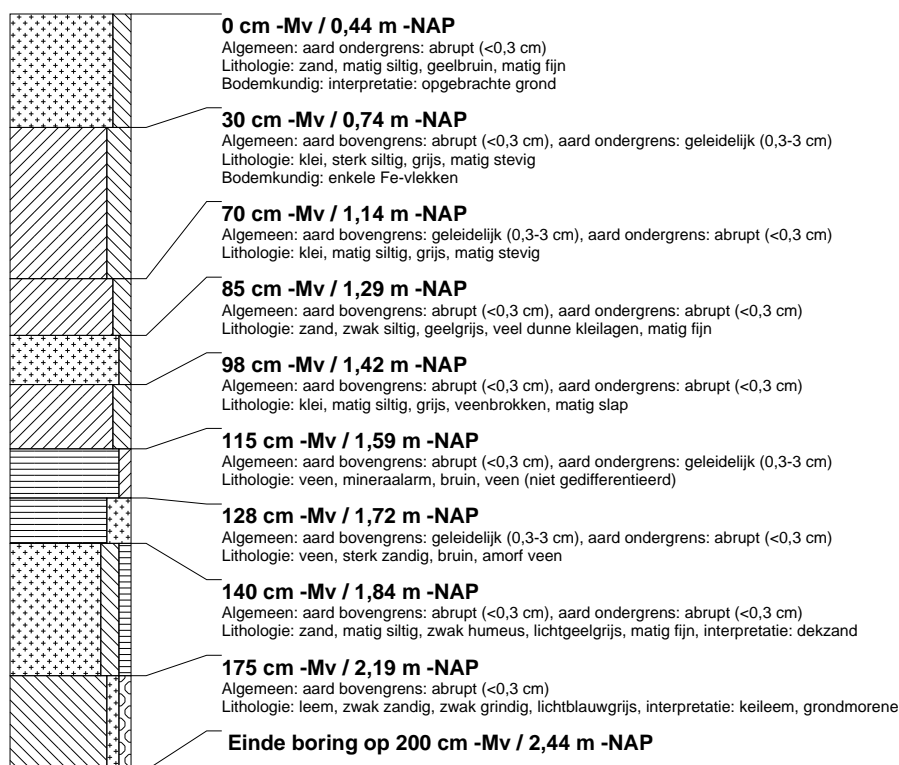 0 cm -Mv / 0,44 m -NAP
Algemeen: aard ondergrens: abrupt (<0,3 cm)
Lithologie: zand, matig siltig, geelbruin, matig fijn
Bodemkundig: interpretatie: opgebrachte grond
30 cm -Mv / 0,74 m -NAP
Algemeen: aard bovengrens: abrupt (<0,3 cm), aard ondergrens: geleidelijk (0,3-3 cm)
Lithologie: klei, sterk siltig, grijs, matig stevig
Bodemkundig: enkele Fe-vlekken
70 cm -Mv / 1,14 m -NAP
Algemeen: aard bovengrens: geleidelijk (0,3-3 cm), aard ondergrens: abrupt (<0,3 cm)
Lithologie: klei, matig siltig, grijs, matig stevig
85 cm -Mv / 1,29 m -NAP
Algemeen: aard bovengrens: abrupt (<0,3 cm), aard ondergrens: abrupt (<0,3 cm)
Lithologie: zand, zwak siltig, geelgrijs, veel dunne kleilagen, matig fijn
98 cm -Mv / 1,42 m -NAP
Algemeen: aard bovengrens: abrupt (<0,3 cm), aard ondergrens: abrupt (<0,3 cm)
Lithologie: klei, matig siltig, grijs, veenbrokken, matig slap
115 cm -Mv / 1,59 m -NAP
Algemeen: aard bovengrens: abrupt (<0,3 cm), aard ondergrens: geleidelijk (0,3-3 cm)
Lithologie: veen, mineraalarm, bruin, veen (niet gedifferentieerd)
128 cm -Mv / 1,72 m -NAP
Algemeen: aard bovengrens: geleidelijk (0,3-3 cm), aard ondergrens: abrupt (<0,3 cm)
Lithologie: veen, sterk zandig, bruin, amorf veen
140 cm -Mv / 1,84 m -NAP
Algemeen: aard bovengrens: abrupt (<0,3 cm), aard ondergrens: abrupt (<0,3 cm)
Lithologie: zand, matig siltig, zwak humeus, lichtgeelgrijs, matig fijn, interpretatie: dekzand
175 cm -Mv / 2,19 m -NAP
Algemeen: aard bovengrens: abrupt (<0,3 cm)
Lithologie: leem, zwak zandig, zwak grindig, lichtblauwgrijs, interpretatie: keileem, grondmorene
Einde boring op 200 cm -Mv / 2,44 m -NAP